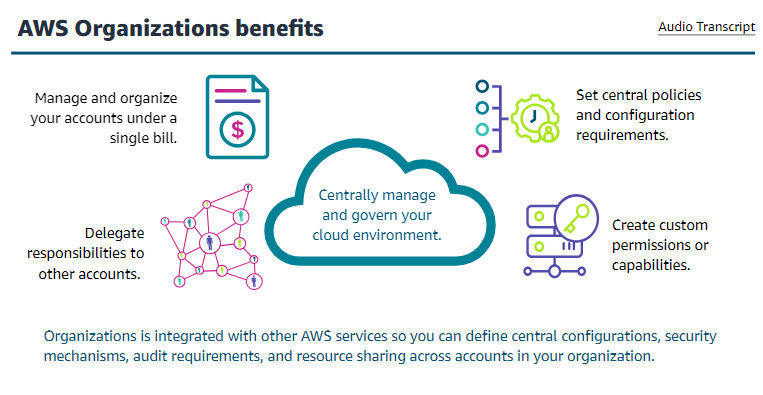 AWS Organizations benefits
Audio Transcript
Manage and organize
your accounts under a
single bill.
$
Set central policies
and configuration
requirements.
Centrally manage
and govern your
cloud environment.
Delegate
responsibilities to
other accounts.
Create custom
permissions or
capabilities.
Organizations is integrated with other AWS services so you can define central configurations, security
mechanisms, audit requirements, and resource sharing across accounts in your organization.